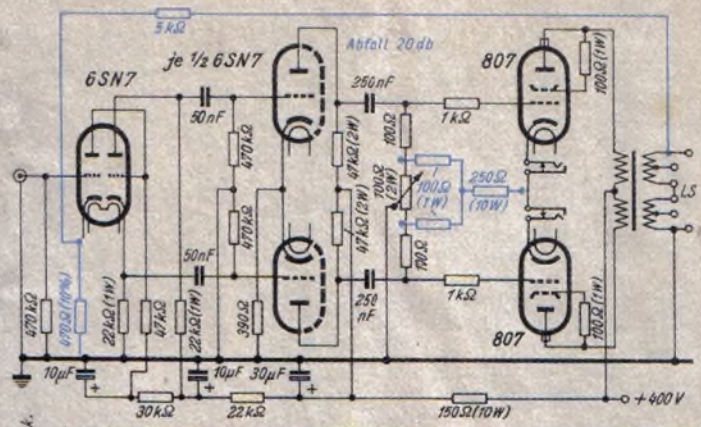 5kΩ
6SN7
je ½ 6SN7
Abfall 20 db
807
250nF
100Ω(1W)
50nF
1kΩ
470kΩ
47kΩ(2W)
100Ω
100Ω (2W)
100Ω (1W)
250Ω (10W)
LS
470kΩ
47kΩ(2W)
50nF
100Ω
1kΩ
250 nF
470kΩ
470Ω(10%)
22kΩ(1W)
47kΩ
22kΩ(1W)
390Ω
807
100Ω(1W)
10µF
+
+
10µF
30µF
+
30kΩ
22kΩ
150Ω(10W)
+400V
k.